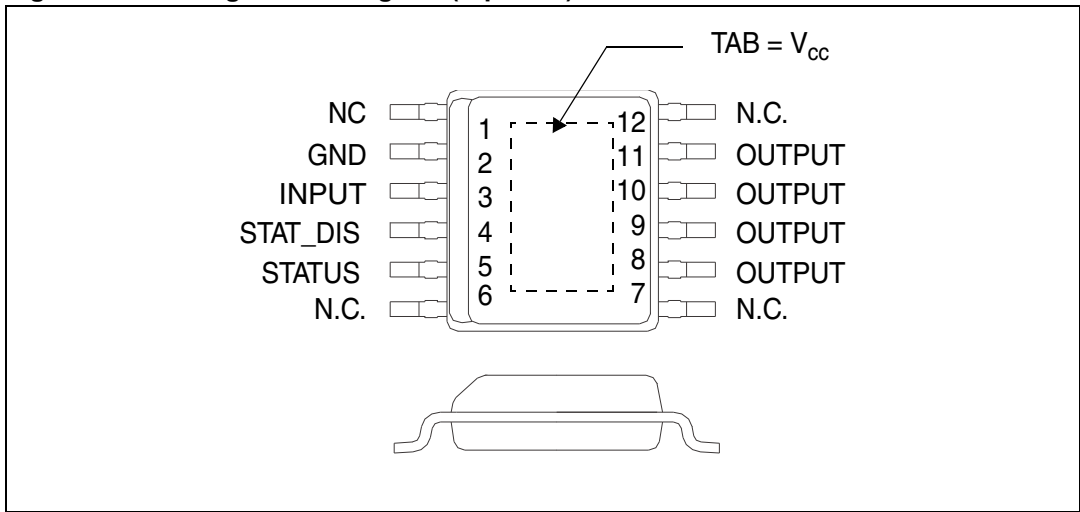 TAB = Vcc
NC 1 12 N.C.
GND 2 11 OUTPUT
INPUT 3 10 OUTPUT
STAT_DIS 4 9 OUTPUT
STATUS 5 8 OUTPUT
N.C. 6 7 N.C.